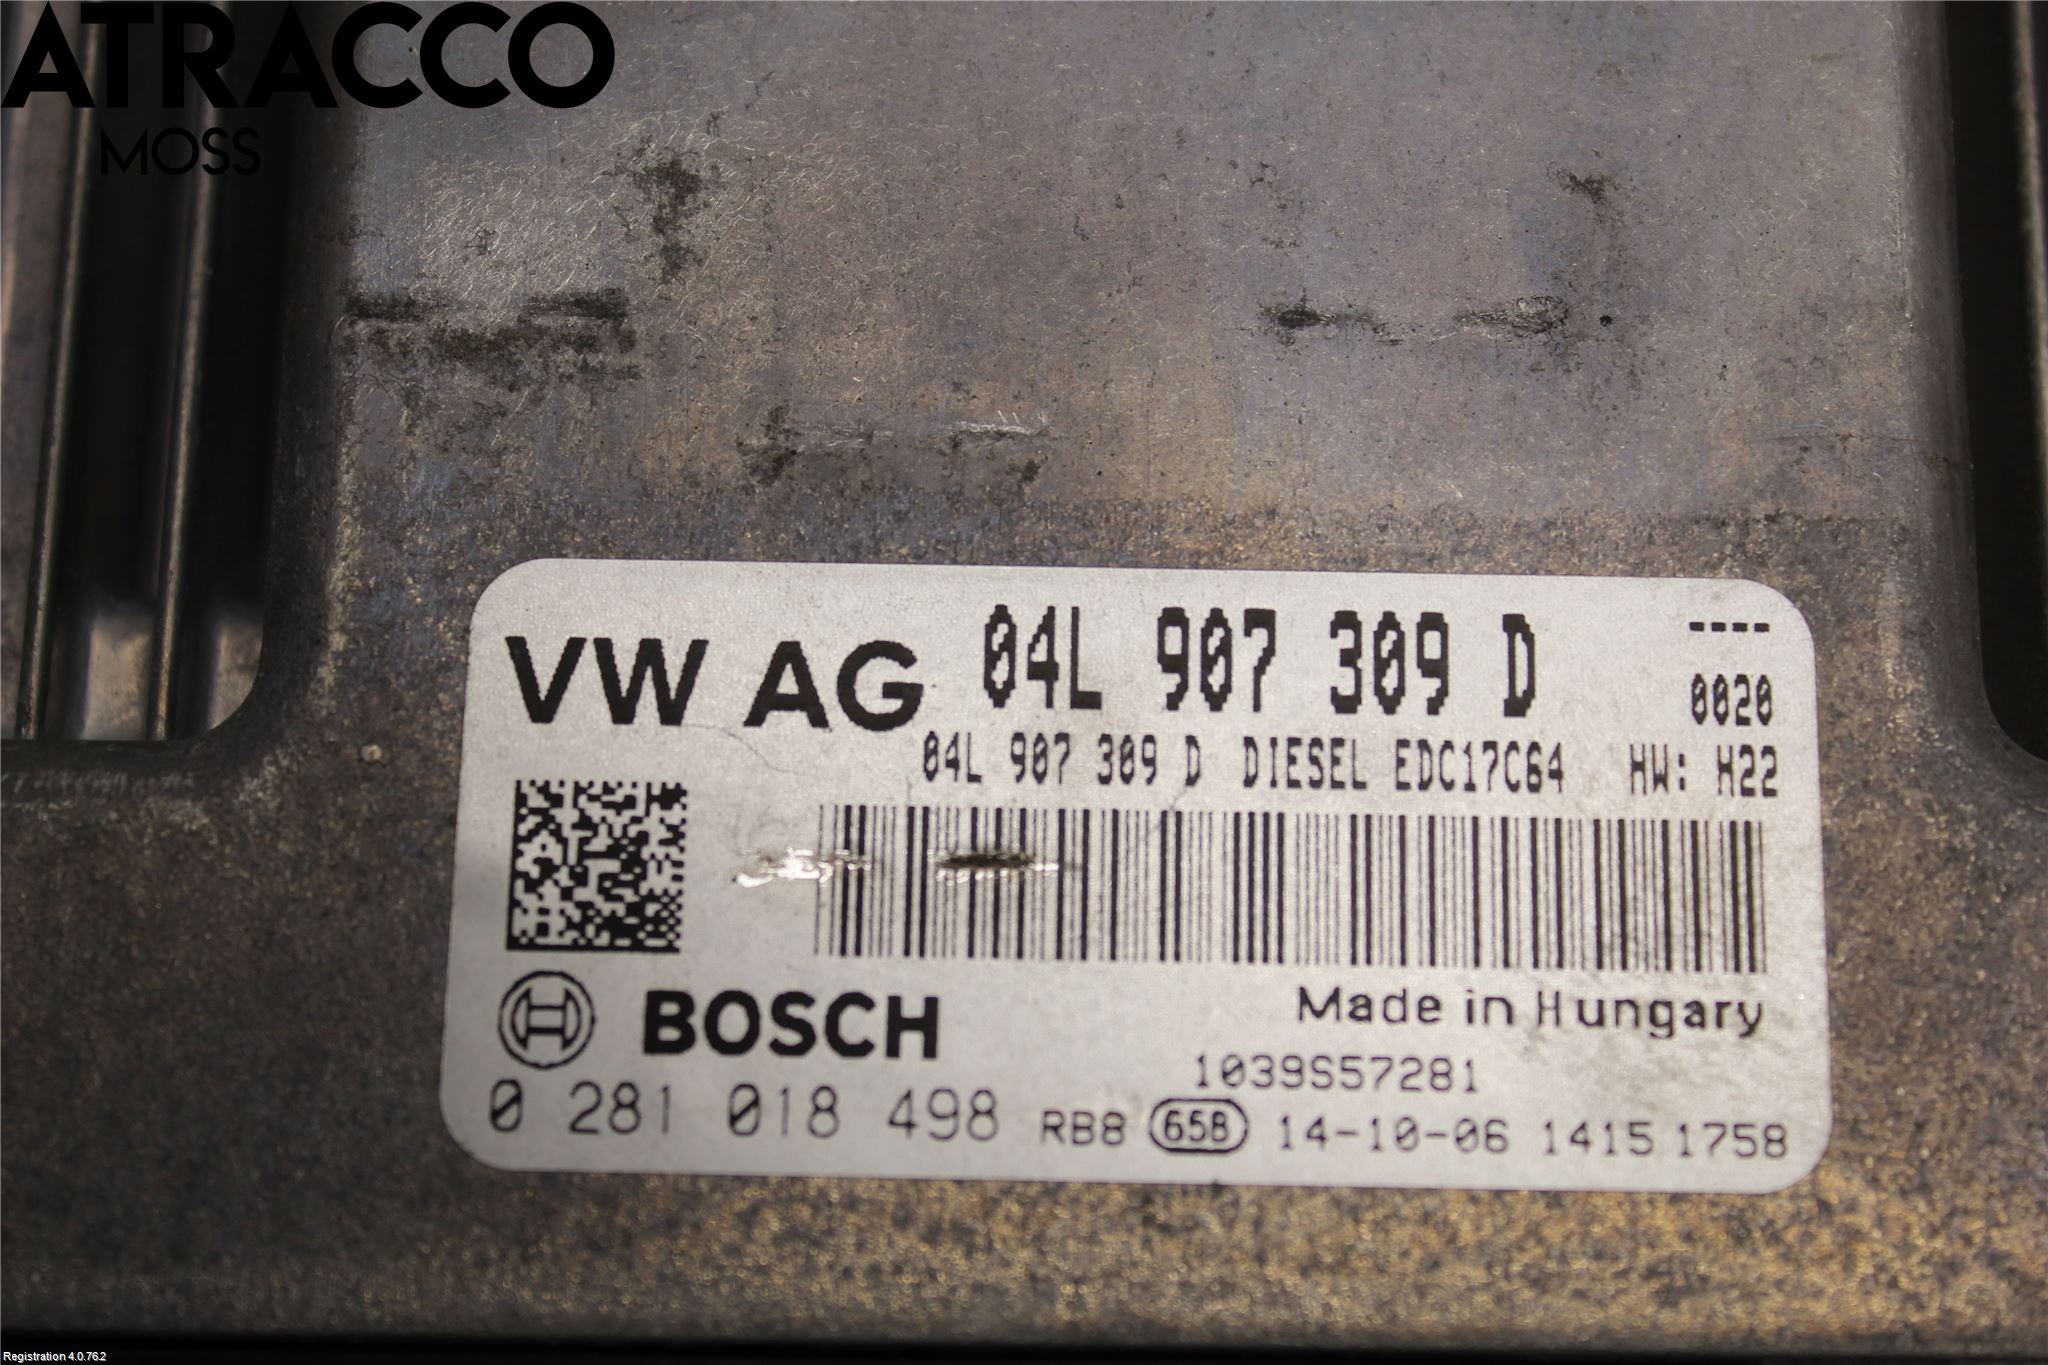 ATRACCO
MOSS
VW AG 04L 907 309 D ----
0020
04L 907 309 D DIESEL EDC17C64 HW: H22
BOSCH
Made in Hungary
1039S57281
0 281 018 498 RB8 65B 14-10-06 1415 1758
Registration 4.0.76.2